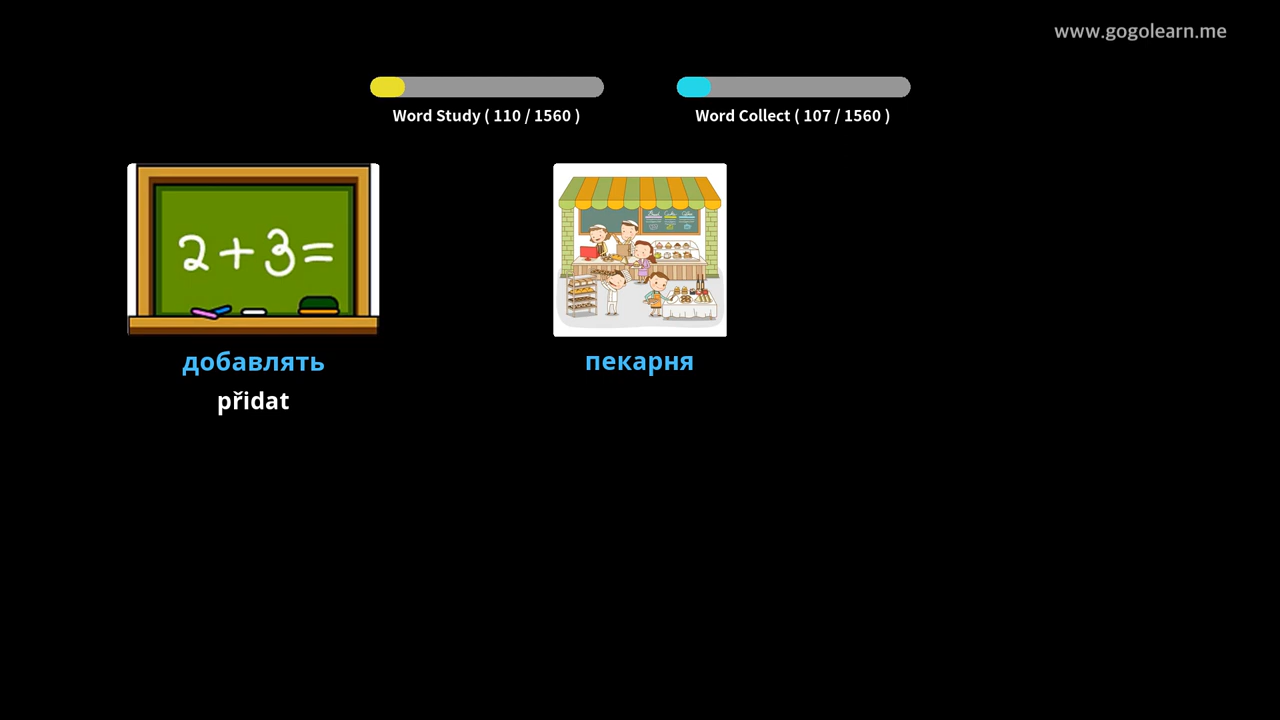 www.gogolearn.me
Word Study ( 110 / 1560 )
Word Collect ( 107 / 1560 )
2+3=
добавлять
přidat
пекарня